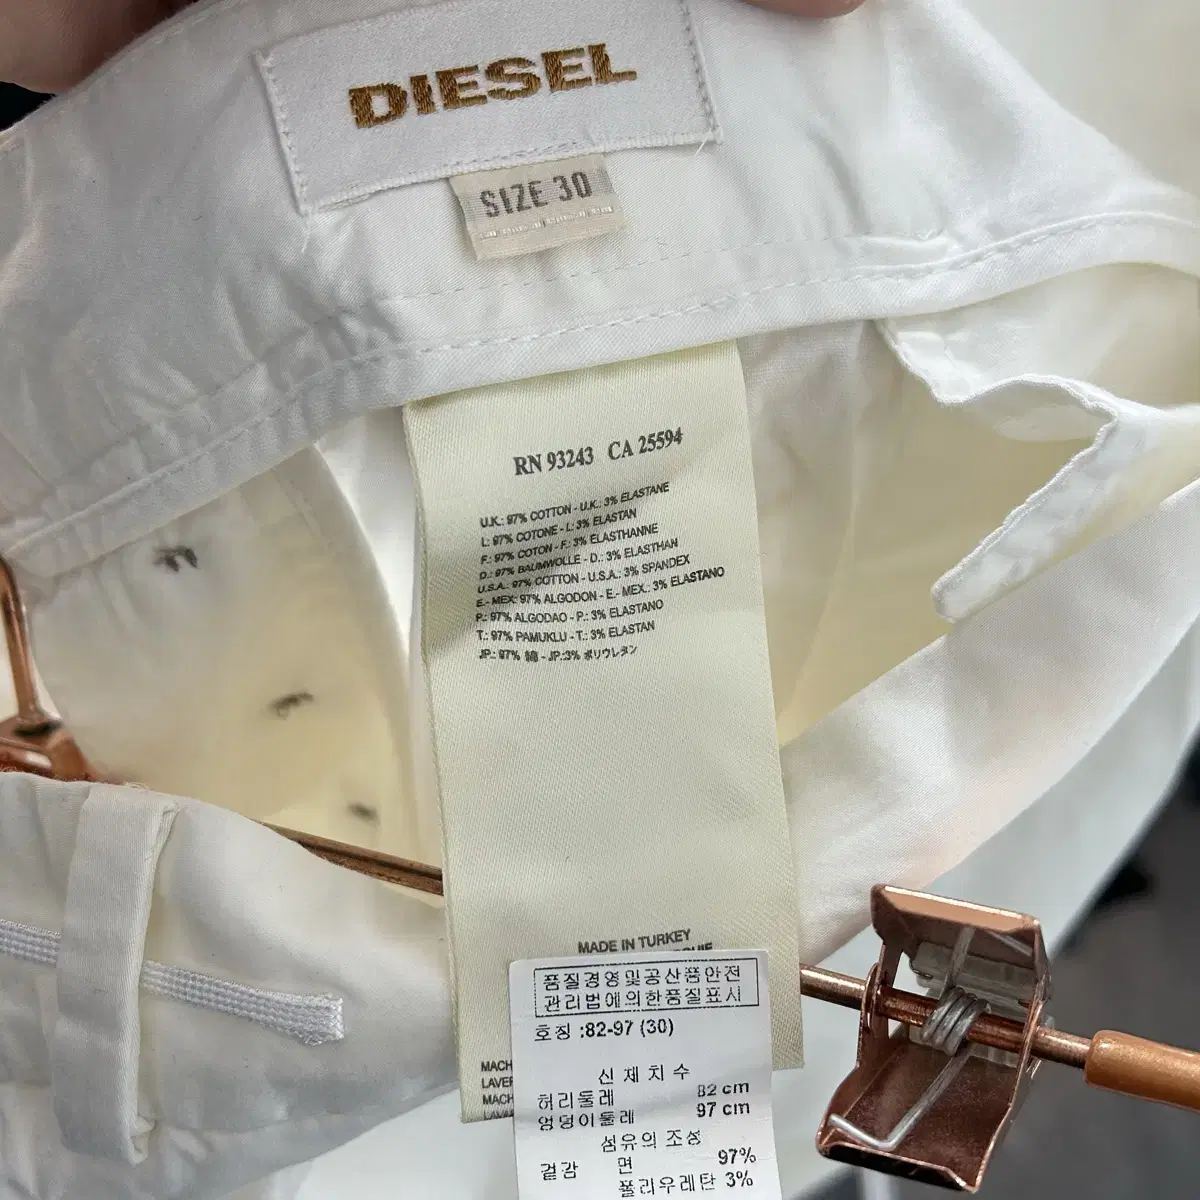 DIESEL
SIZE 30
RN 93243 CA 25594
U.K.: 97% COTTON - U.K.: 3% ELASTANE
L: 97% COTONE - L: 3% ELASTAN
F.: 97% COTON - F.: 3% ELASTHANNE
D.: 97% BAUMWOLLE - D.: 3% ELASTHAN
U.S.A.: 97% COTTON - U.S.A.: 3% SPANDEX
E.- MEX.: 97% ALGODON - E.- MEX.: 3% ELASTANO
P.: 97% ALGODAO - P.: 3% ELASTANO
T.: 97% PAMUKLU - T.: 3% ELASTAN
JP.: 97% 綿 - JP.:3% ポリウレタン
MADE IN TURKEY
MACH
LAVER
MACH
품질경영및공산품안전
관리법에의한품질표시
호칭 :82-97 (30)
신체치수
허리둘레 82 cm
엉덩이둘레 97 cm
섬유의 조성
겉감 면 97%
폴리우레탄 3%